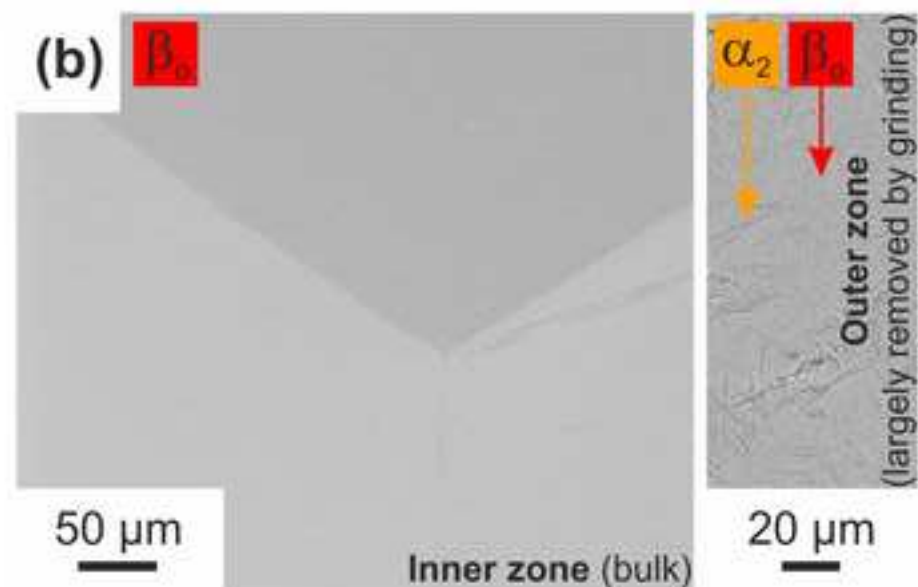 (b)
βₒ
50 µm
Inner zone (bulk)
α₂
βₒ
Outer zone
(largely removed by grinding)
20 µm